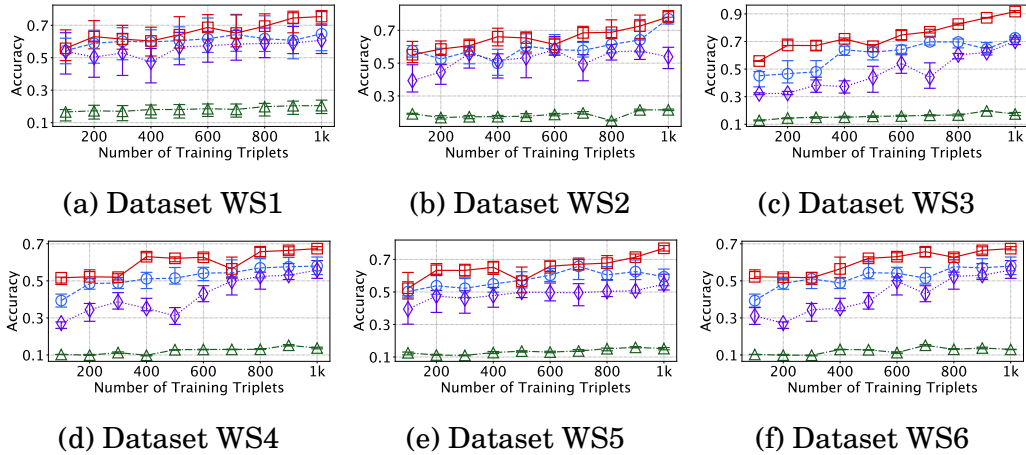 Accuracy
0.7
0.5
0.3
0.1
200 400 600 800 1k
Number of Training Triplets
(a) Dataset WS1
Accuracy
0.7
0.5
0.3
200 400 600 800 1k
Number of Training Triplets
(b) Dataset WS2
Accuracy
0.9
0.7
0.5
0.3
0.1
200 400 600 800 1k
Number of Training Triplets
(c) Dataset WS3
Accuracy
0.7
0.5
0.3
0.1
200 400 600 800 1k
Number of Training Triplets
(d) Dataset WS4
Accuracy
0.7
0.5
0.3
0.1
200 400 600 800 1k
Number of Training Triplets
(e) Dataset WS5
Accuracy
0.7
0.5
0.3
0.1
200 400 600 800 1k
Number of Training Triplets
(f) Dataset WS6